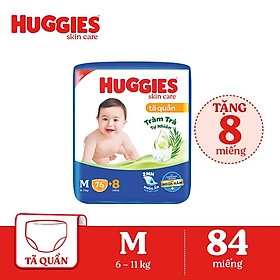 HUGGIES
skin care
HUGGIES
skin care
tã quần
Tràm Trà
Tự Nhiên
TẶNG
8
miếng
M
76
+8
TÃ QUẦN
M
6 - 11 kg
84
miếng